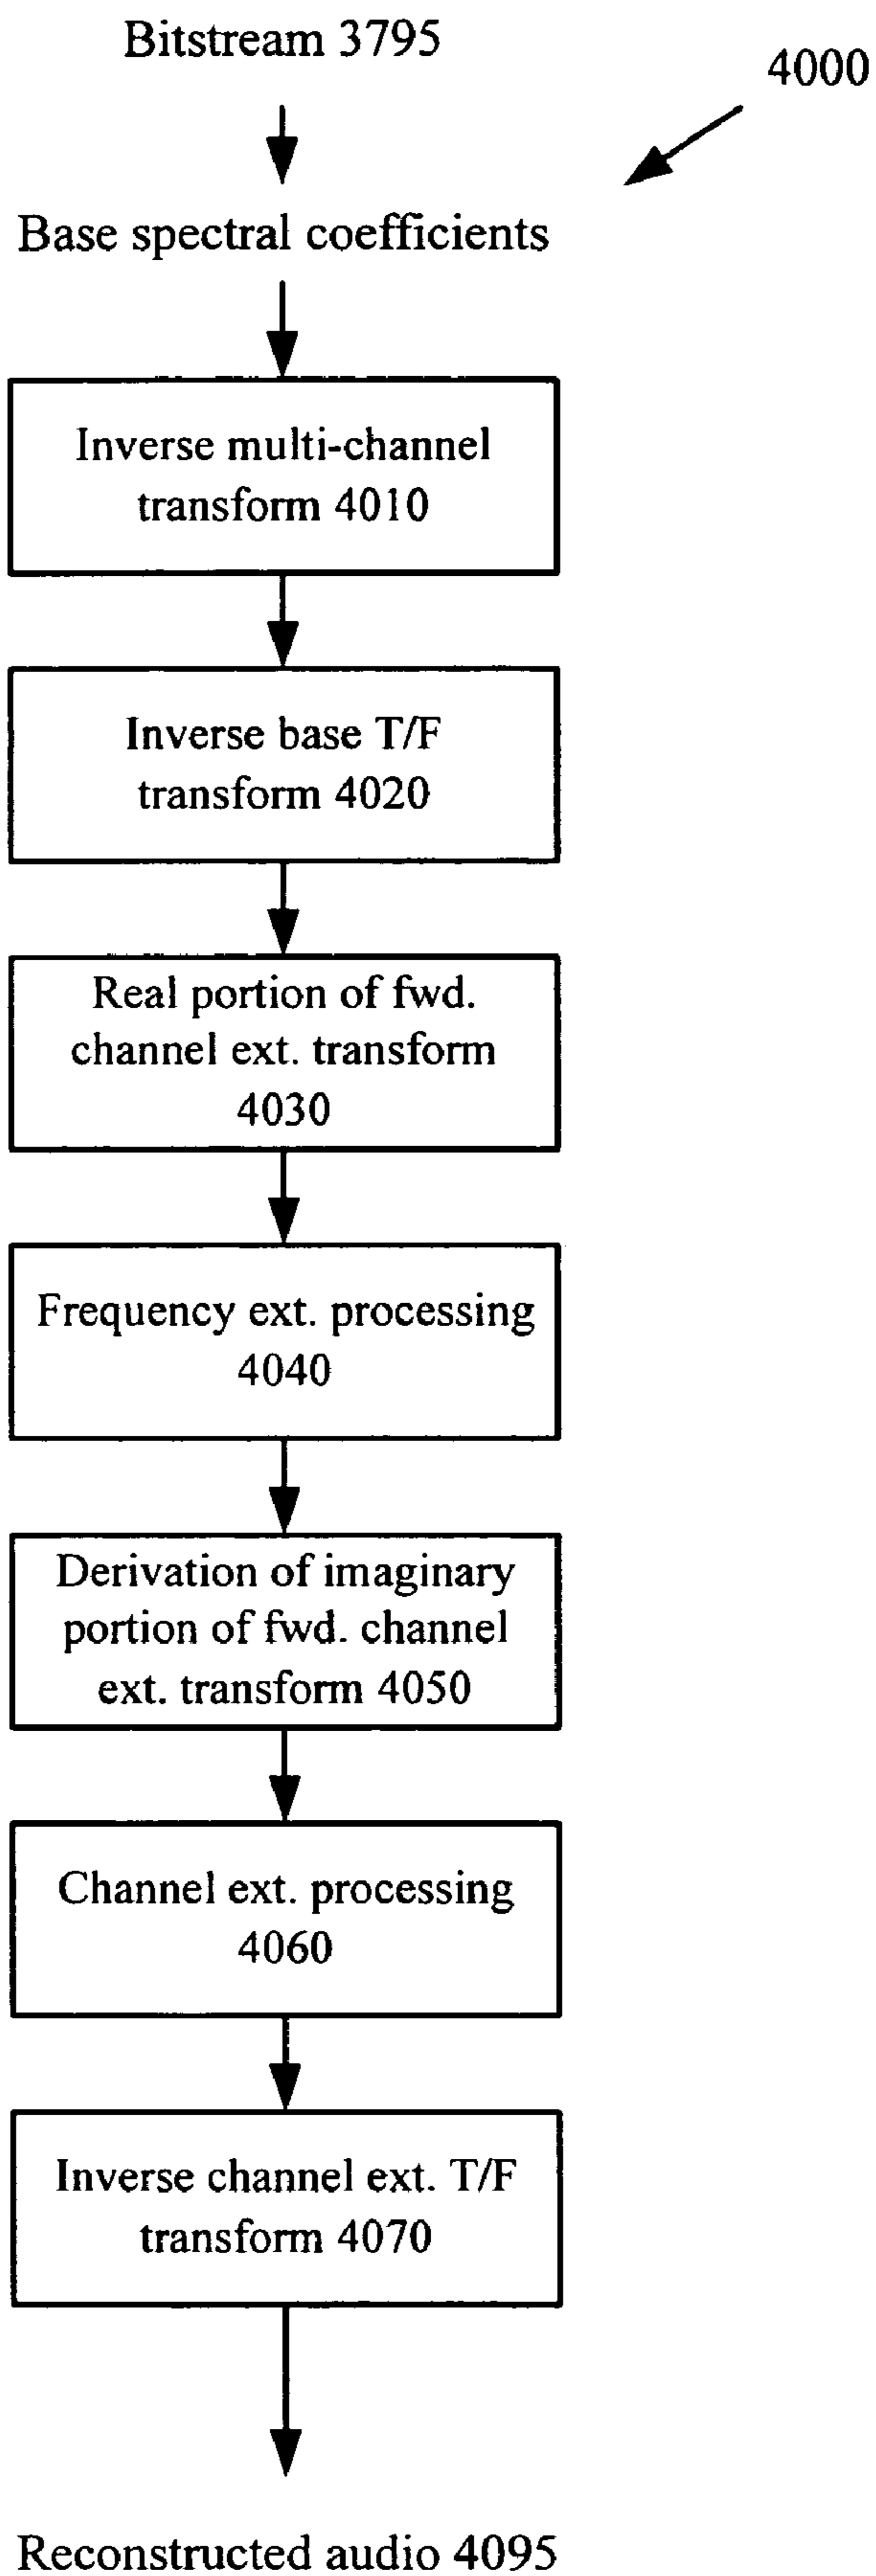 Bitstream 3795
4000
Base spectral coefficients
Inverse multi-channel
transform 4010
Inverse base T/F
transform 4020
Real portion of fwd.
channel ext. transform
4030
Frequency ext. processing
4040
Derivation of imaginary
portion of fwd. channel
ext. transform 4050
Channel ext. processing
4060
Inverse channel ext. T/F
transform 4070
Reconstructed audio 4095